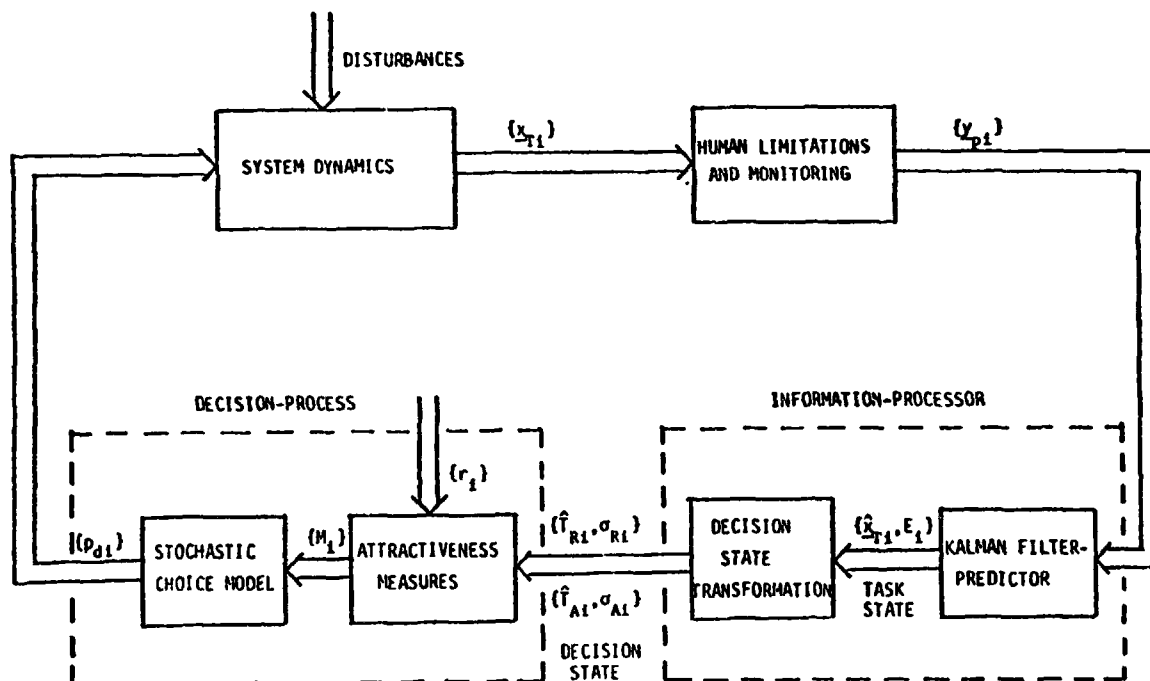 DISTURBANCES
SYSTEM DYNAMICS
{x_Ti}
HUMAN LIMITATIONS
AND MONITORING
{y_pi}
DECISION-PROCESS
INFORMATION-PROCESSOR
{r_i}
{p_di}
STOCHASTIC
CHOICE MODEL
{M_i}
ATTRACTIVENESS
MEASURES
{T̂_Ri,σ_Ri}
{T̂_Ai,σ_Ai}
DECISION
STATE
DECISION
STATE
TRANSFORMATION
{x̂_Ti,E_i}
TASK
STATE
KALMAN FILTER-
PREDICTOR